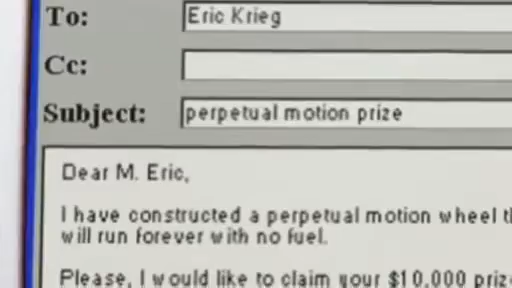 To: Eric Krieg
Cc:
Subject: perpetual motion prize
Dear M. Eric,
I have constructed a perpetual motion wheel
will run forever with no fuel.
Please, I would like to claim your $10,000